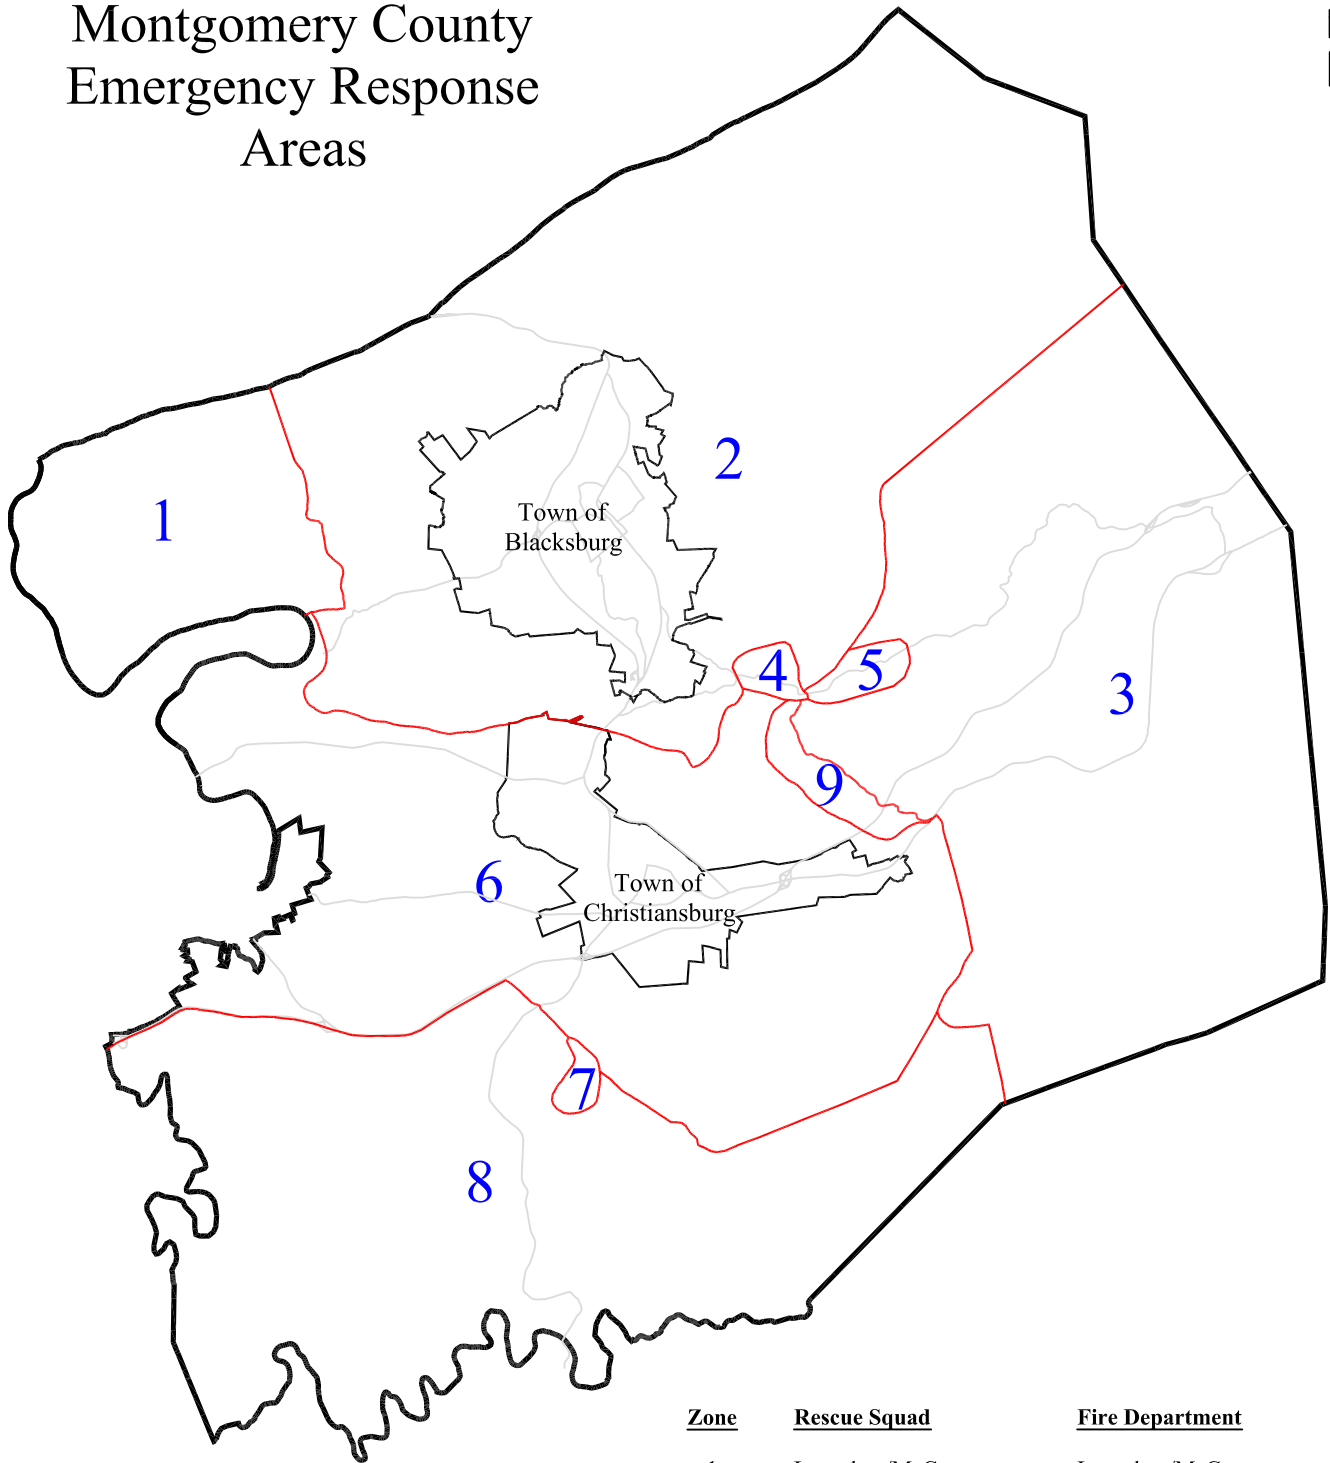 Montgomery County
Emergency Response
Areas
2
Town of
Blacksburg
1
4
5
3
9
6
Town of
Christiansburg
7
8
Zone Rescue Squad Fire Department